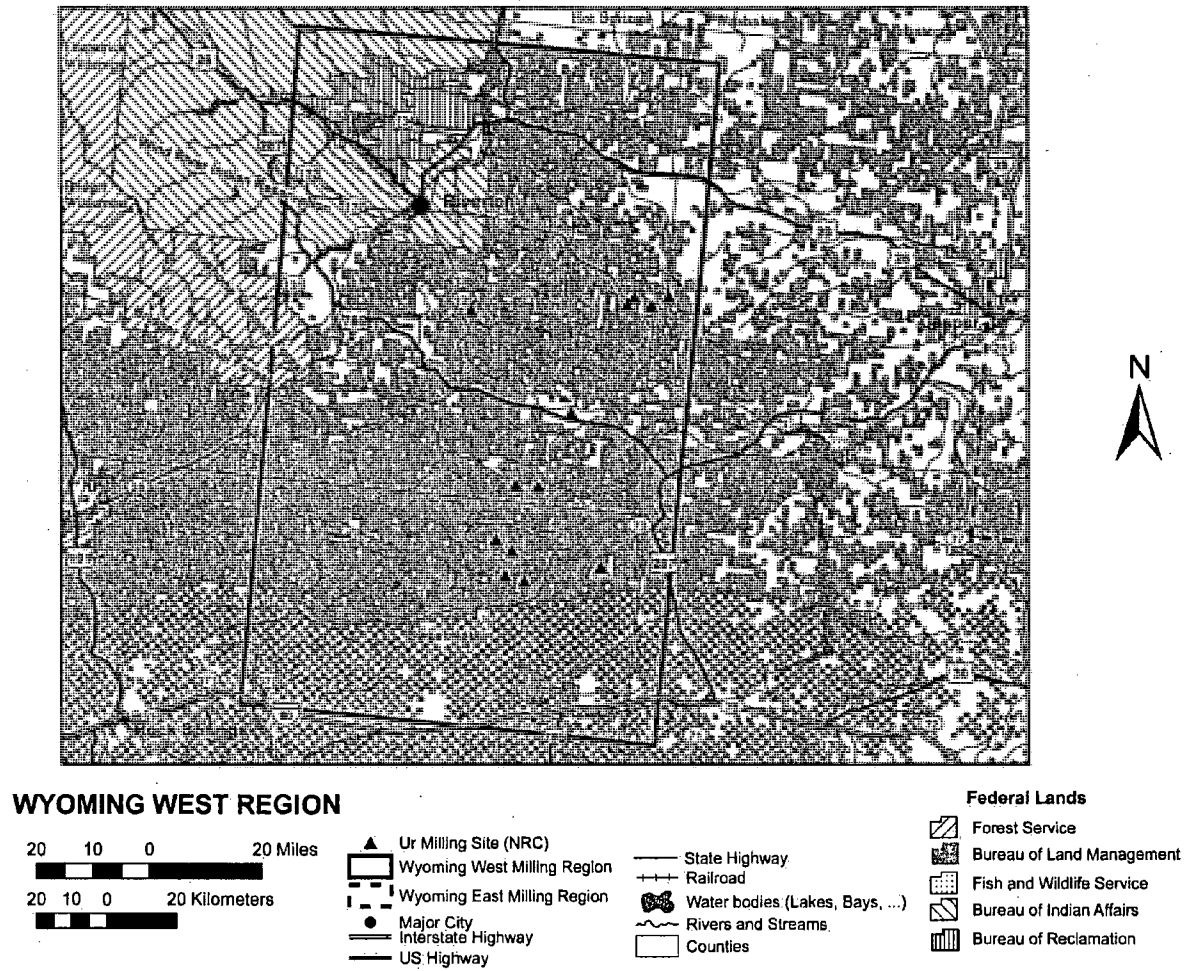 Riverton
Casper
N
WYOMING WEST REGION
20 10 0 20 Miles
20 10 0 20 Kilometers
Ur Milling Site (NRC)
Wyoming West Milling Region
Wyoming East Milling Region
Major City
Interstate Highway
US Highway
State Highway
Railroad
Water bodies (Lakes, Bays, ...)
Rivers and Streams
Counties
Federal Lands
Forest Service
Bureau of Land Management
Fish and Wildlife Service
Bureau of Indian Affairs
Bureau of Reclamation